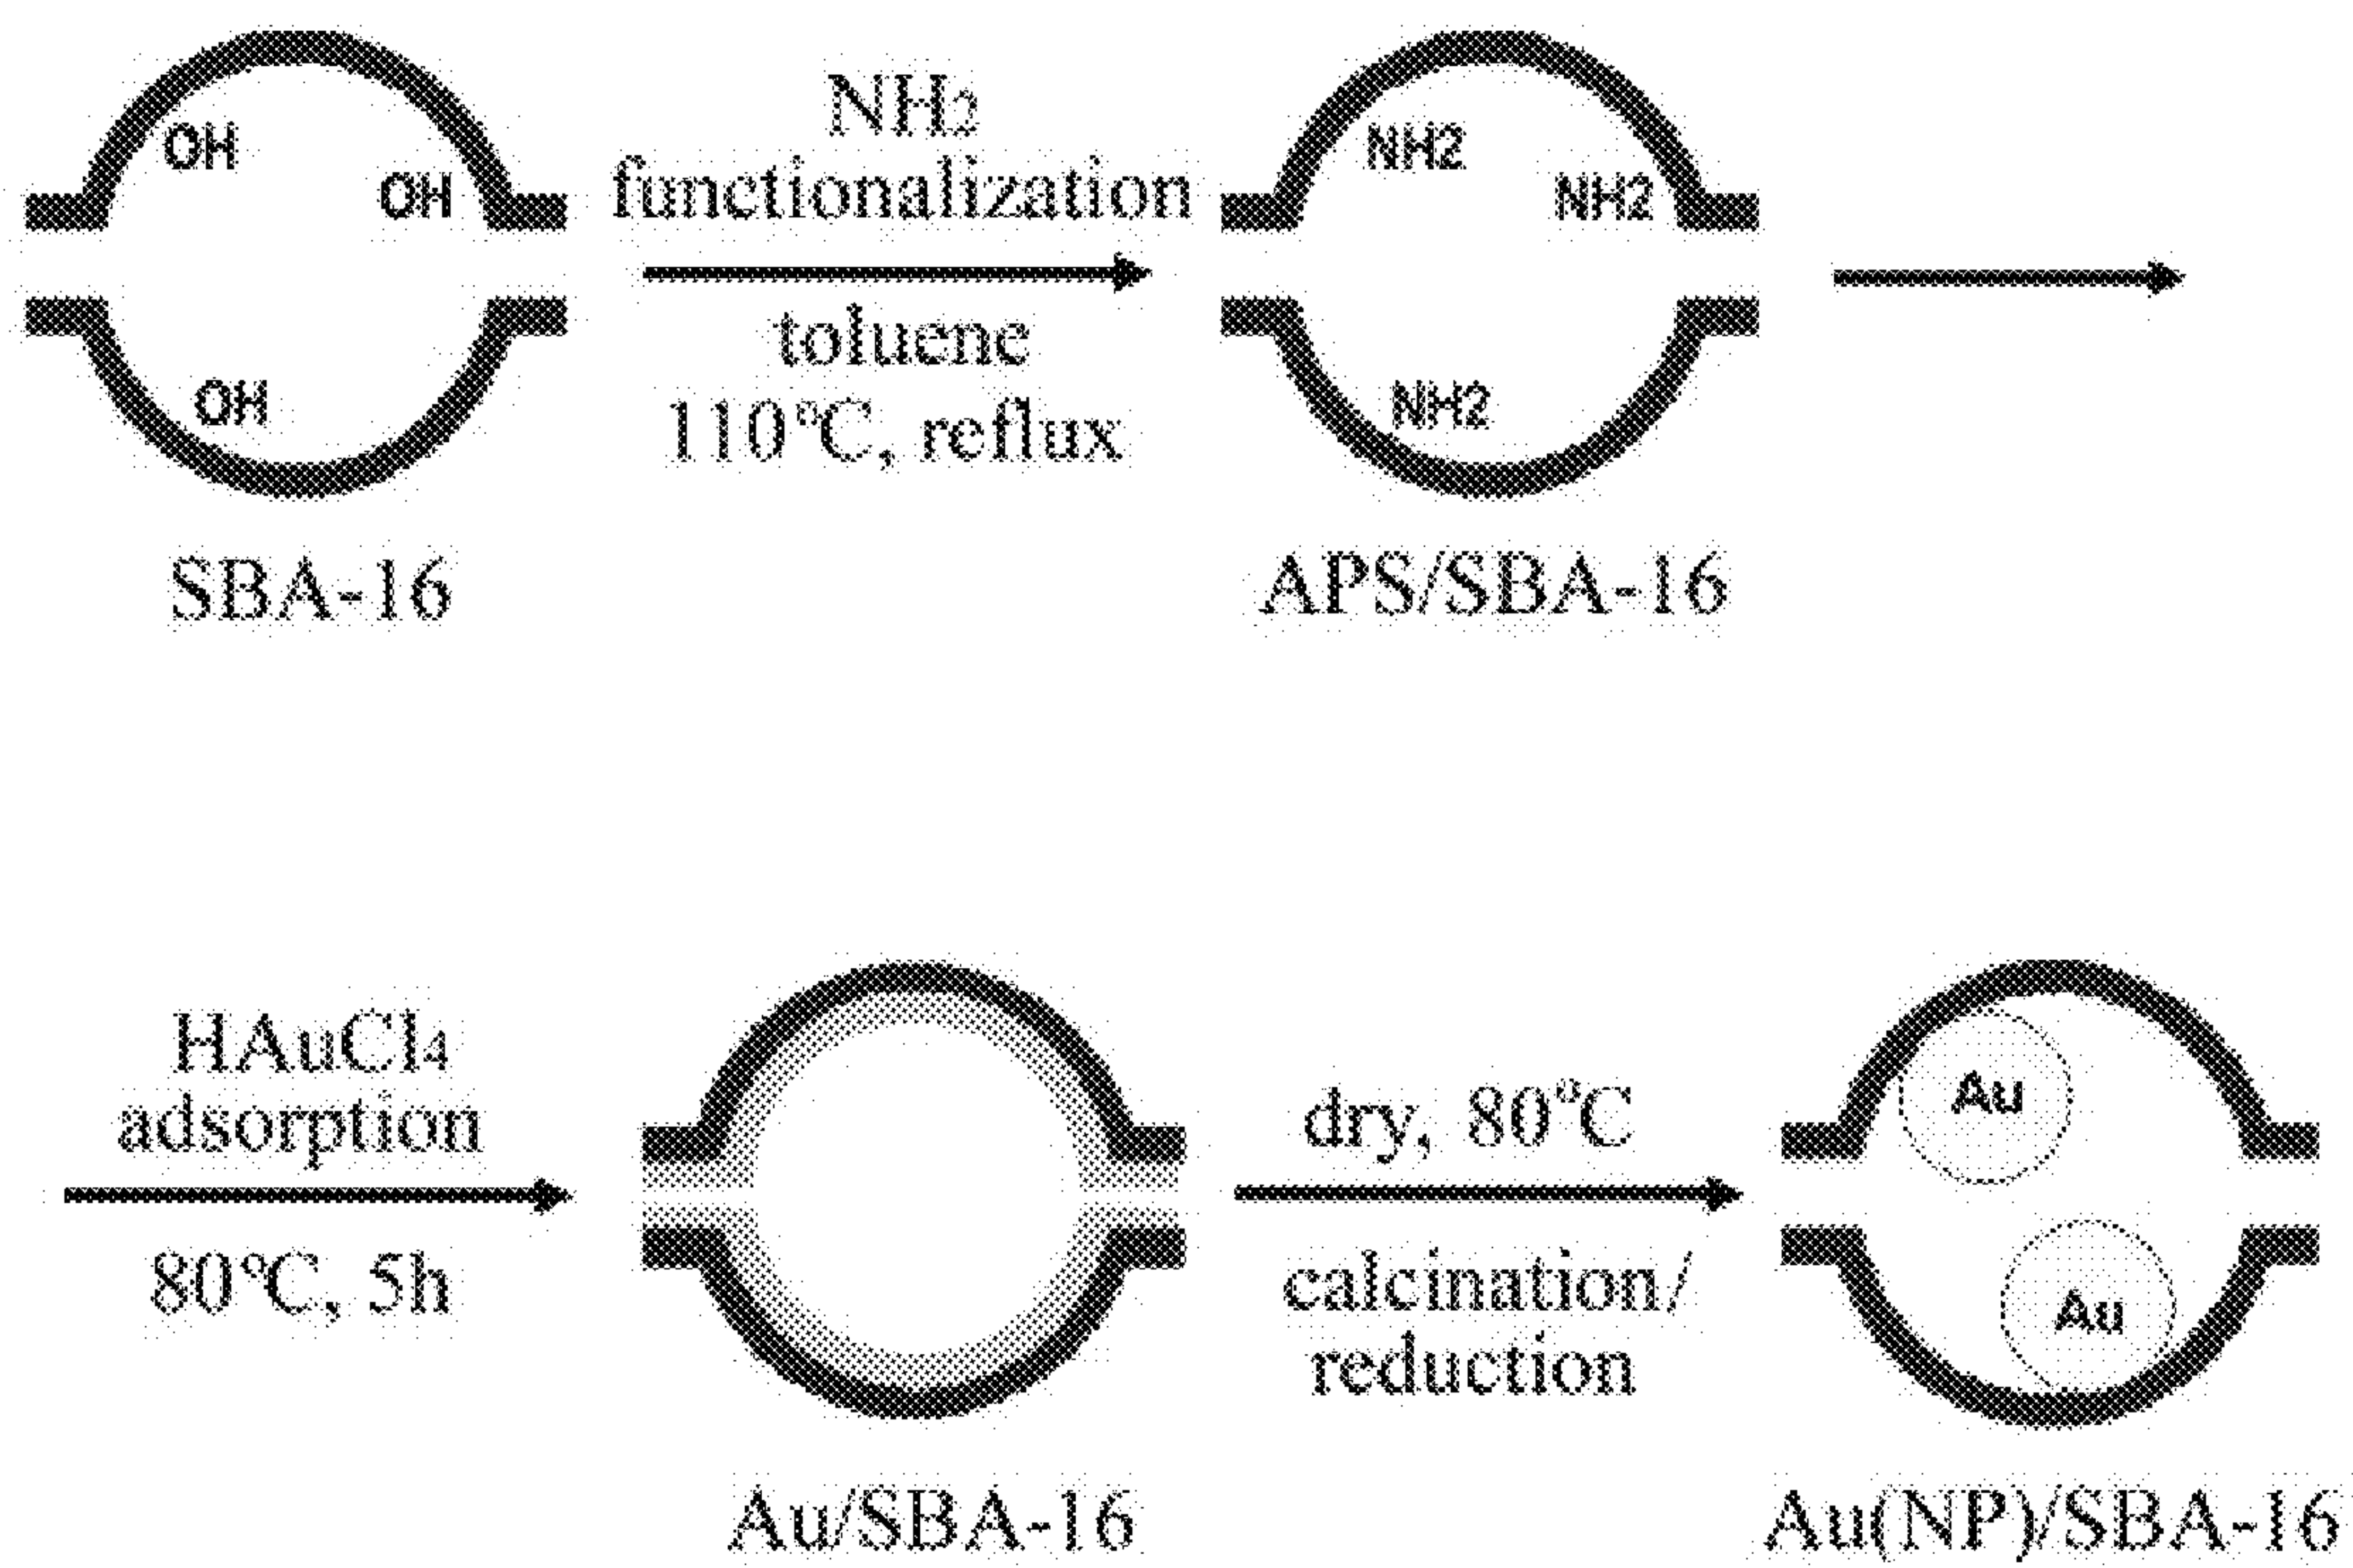 OH
OH
OH
SBA-16
NH₂
functionalization
toluene
110°C, reflux
NH2
NH2
NH2
APS/SBA-16
HAuCl₄
adsorption
80°C, 5h
Au/SBA-16
dry, 80°C
calcination/
reduction
Au
Au
Au(NP)/SBA-16